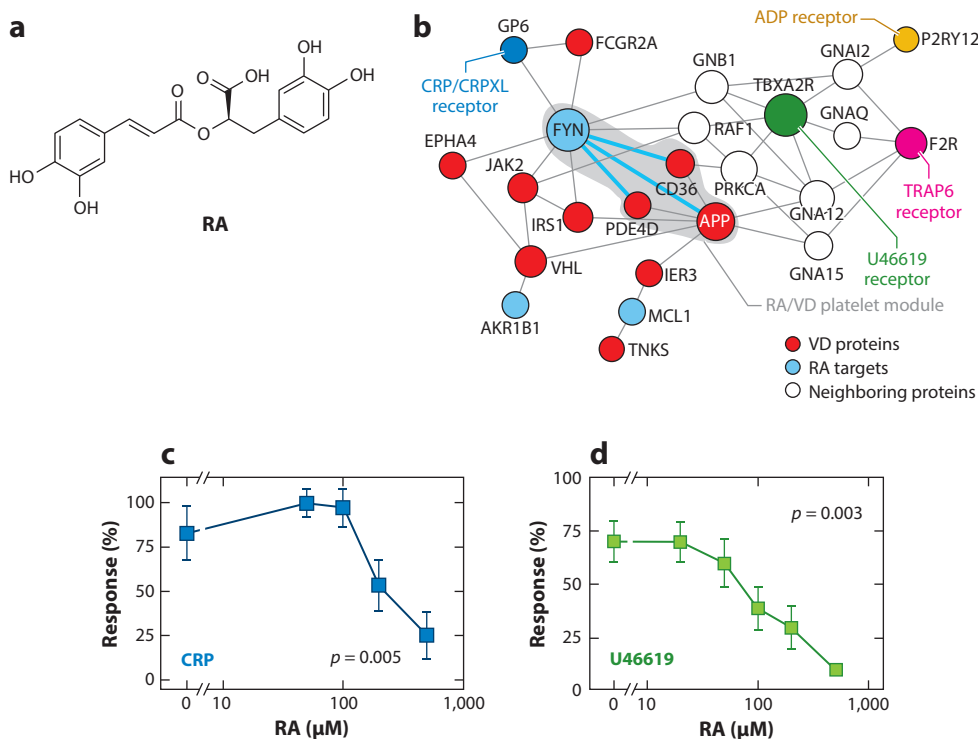 a
OH
O
OH
OH
O
O
HO
OH
RA
b
GP6
FCGR2A
ADP receptor
P2RY12
GNAI2
GNB1
TBXA2R
CRP/CRPXL
receptor
FYN
GNAQ
RAF1
F2R
EPHA4
JAK2
CD36
PRKCA
TRAP6
receptor
IRS1
PDE4D
APP
GNA12
VHL
IER3
GNA15
U46619
receptor
RA/VD platelet module
AKR1B1
MCL1
TNKS
VD proteins
RA targets
Neighboring proteins
c
100
75
50
25
0
Response (%)
CRP
p = 0.005
0
10
100
1,000
RA (μM)
d
100
75
50
25
0
Response (%)
p = 0.003
U46619
0
10
100
1,000
RA (μM)